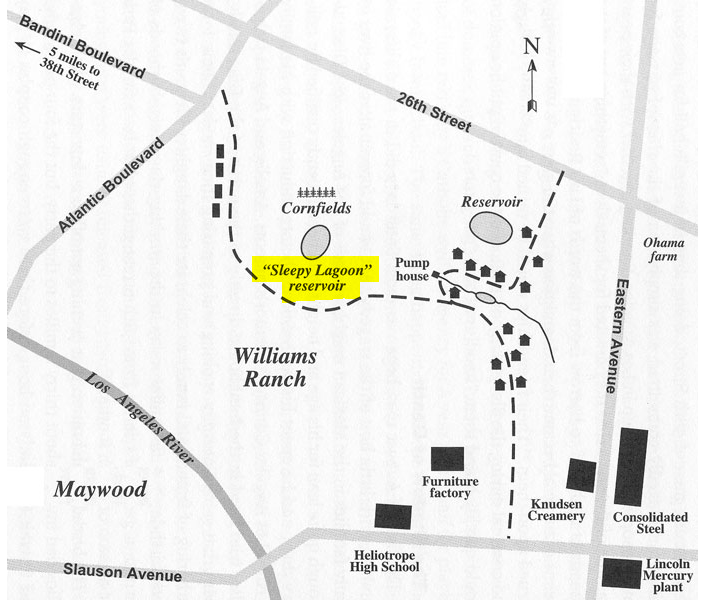 Bandini Boulevard
5 miles to
38th Street
N
26th Street
Atlantic Boulevard
Cornfields
Reservoir
Ohama
farm
"Sleepy Lagoon"
reservoir
Pump
house
Eastern Avenue
Williams
Ranch
Los Angeles River
Maywood
Furniture
factory
Knudsen
Creamery
Consolidated
Steel
Heliotrope
High School
Slauson Avenue
Lincoln
Mercury
plant